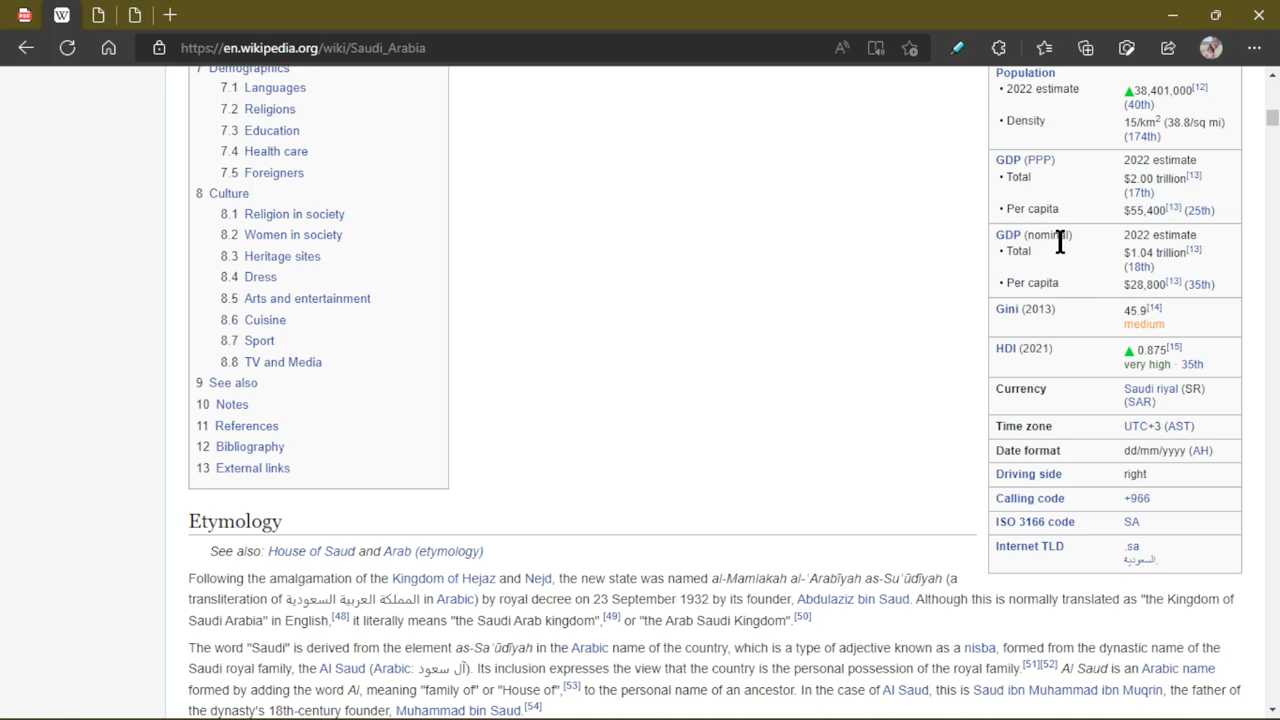 PDF
W
https://en.wikipedia.org/wiki/Saudi_Arabia
7 Demographics
7.1 Languages
7.2 Religions
7.3 Education
7.4 Health care
7.5 Foreigners
8 Culture
8.1 Religion in society
8.2 Women in society
8.3 Heritage sites
8.4 Dress
8.5 Arts and entertainment
8.6 Cuisine
8.7 Sport
8.8 TV and Media
9 See also
10 Notes
11 References
12 Bibliography
13 External links
Population
• 2022 estimate ▲38,401,000[12]
(40th)
• Density 15/km2 (38.8/sq mi)
(174th)
GDP (PPP) 2022 estimate
• Total $2.00 trillion[13]
(17th)
• Per capita $55,400[13] (25th)
GDP (nominal) 2022 estimate
• Total $1.04 trillion[13]
(18th)
• Per capita $28,800[13] (35th)
Gini (2013) 45.9[14]
medium
HDI (2021) ▲ 0.875[15]
very high · 35th
Currency Saudi riyal (SR)
(SAR)
Time zone UTC+3 (AST)
Date format dd/mm/yyyy (AH)
Driving side right
Calling code +966
ISO 3166 code SA
Internet TLD .sa
السعودية.
Etymology
See also: House of Saud and Arab (etymology)
Following the amalgamation of the Kingdom of Hejaz and Nejd, the new state was named al-Mamlakah al-ʿArabīyah as-Suʿūdīyah (a
transliteration of المملكة العربية السعودية in Arabic) by royal decree on 23 September 1932 by its founder, Abdulaziz bin Saud. Although this is normally translated as "the Kingdom of
Saudi Arabia" in English,[48] it literally means "the Saudi Arab kingdom",[49] or "the Arab Saudi Kingdom".[50]
The word "Saudi" is derived from the element as-Saʿūdīyah in the Arabic name of the country, which is a type of adjective known as a nisba, formed from the dynastic name of the
Saudi royal family, the Al Saud (Arabic: آل سعود). Its inclusion expresses the view that the country is the personal possession of the royal family.[51][52] Al Saud is an Arabic name
formed by adding the word Al, meaning "family of" or "House of",[53] to the personal name of an ancestor. In the case of Al Saud, this is Saud ibn Muhammad ibn Muqrin, the father of
the dynasty's 18th-century founder, Muhammad bin Saud.[54]